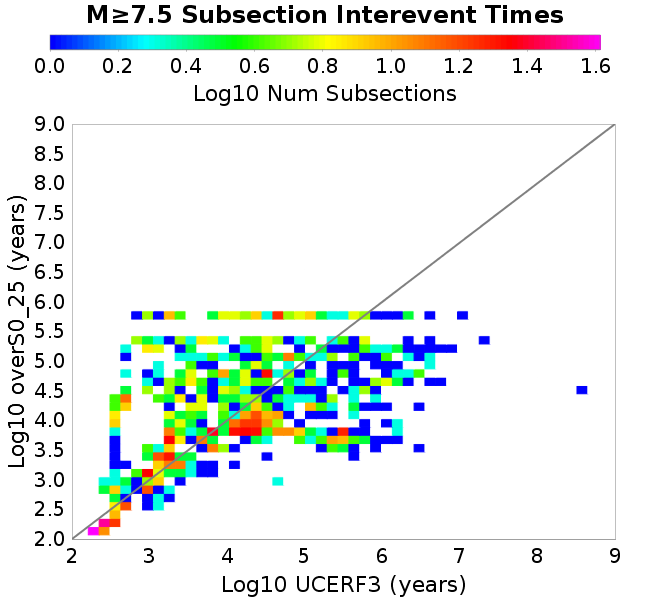 M≥7.5 Subsection Interevent Times
0.0 0.2 0.4 0.6 0.8 1.0 1.2 1.4 1.6
Log10 Num Subsections
9.0
8.5
8.0
7.5
7.0
6.5
6.0
5.5
5.0
4.5
4.0
3.5
3.0
2.5
2.0
Log10 overS0_25 (years)
2 3 4 5 6 7 8 9
Log10 UCERF3 (years)